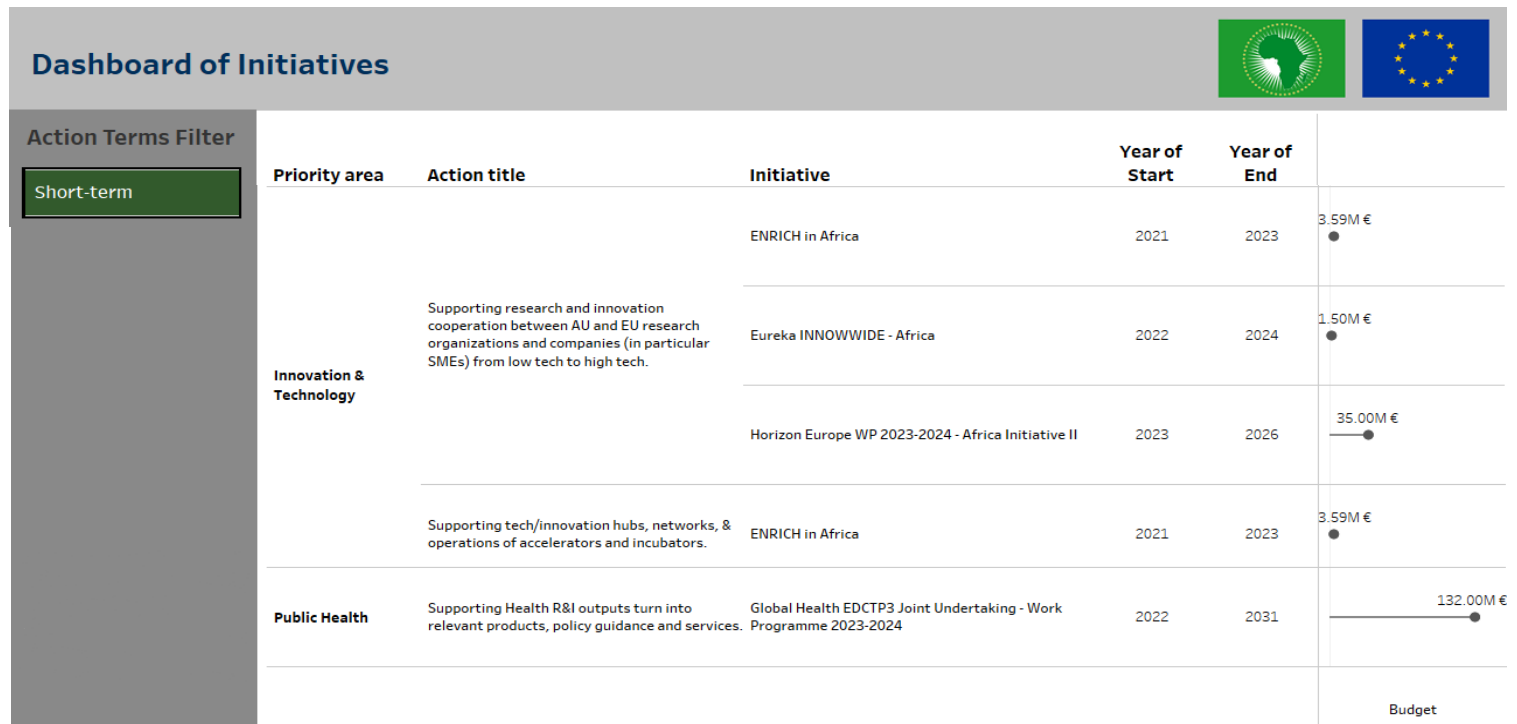 Dashboard of Initiatives
Action Terms Filter
Short-term
Priority area
Action title
Initiative
Year of
Start
Year of
End
Innovation &
Technology
Supporting research and innovation
cooperation between AU and EU research
organizations and companies (in particular
SMEs) from low tech to high tech.
ENRICH in Africa
2021
2023
3.59M €
Eureka INNOWWIDE - Africa
2022
2024
1.50M €
Horizon Europe WP 2023-2024 - Africa Initiative II
2023
2026
35.00M €
Supporting tech/innovation hubs, networks, &
operations of accelerators and incubators.
ENRICH in Africa
2021
2023
3.59M €
Public Health
Supporting Health R&I outputs turn into
relevant products, policy guidance and services.
Global Health EDCTP3 Joint Undertaking - Work
Programme 2023-2024
2022
2031
132.00M €
Budget